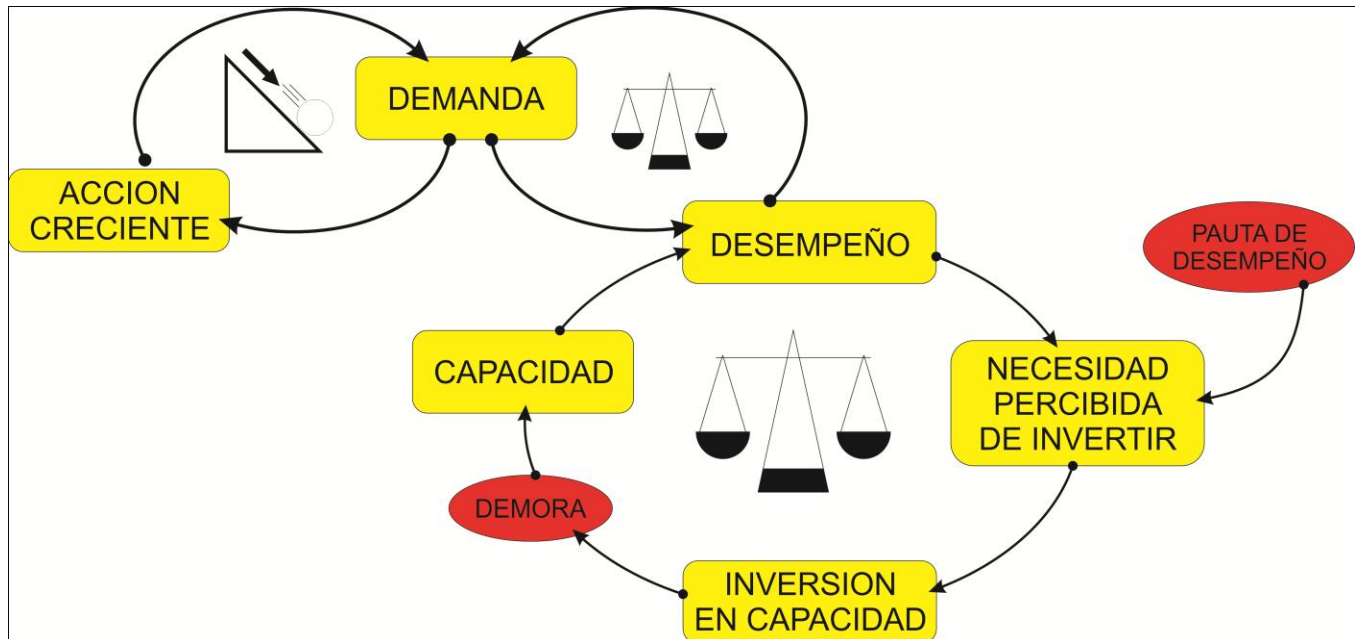 DEMANDA
ACCION
CRECIENTE
DESEMPEÑO
PAUTA DE
DESEMPEÑO
CAPACIDAD
NECESIDAD
PERCIBIDA
DE INVERTIR
DEMORA
INVERSION
EN CAPACIDAD